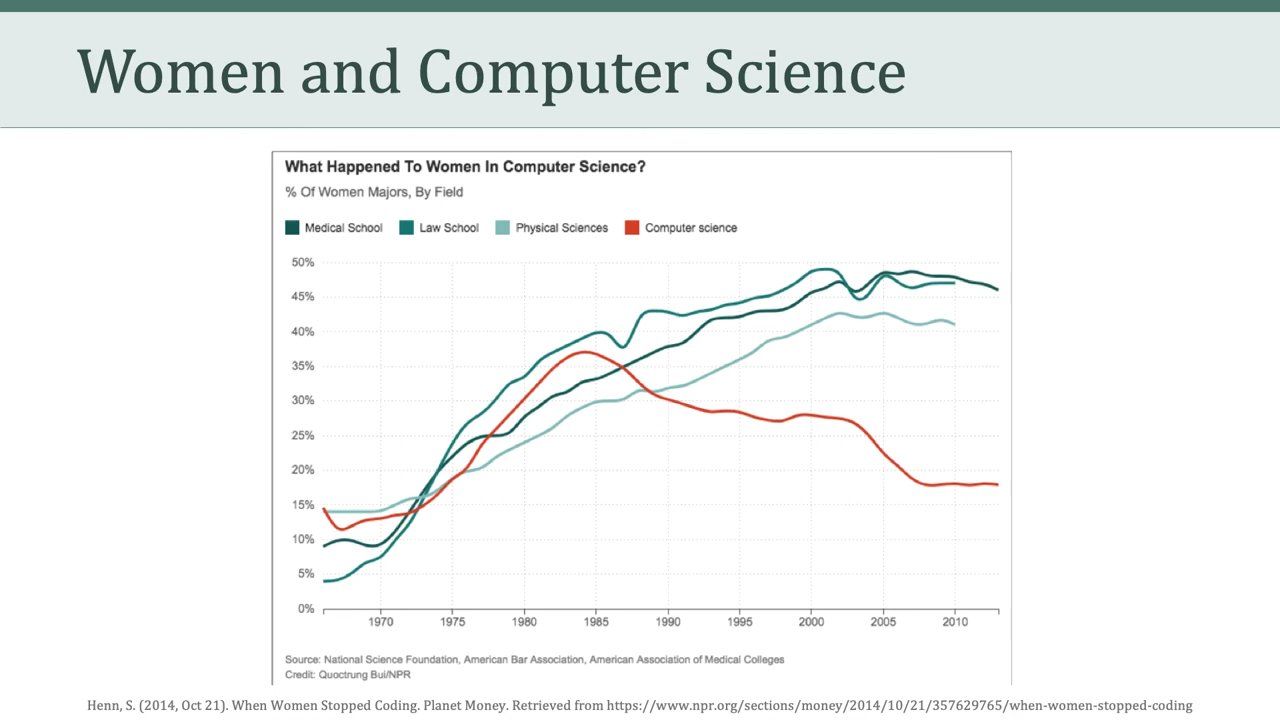 Women and Computer Science
What Happened To Women In Computer Science?
% Of Women Majors, By Field
Medical School Law School Physical Sciences Computer science
50%
45%
40%
35%
30%
25%
20%
15%
10%
5%
0%
1970 1975 1980 1985 1990 1995 2000 2005 2010
Source: National Science Foundation, American Bar Association, American Association of Medical Colleges
Credit: Quoctrung Bui/NPR
Henn, S. (2014, Oct 21). When Women Stopped Coding. Planet Money. Retrieved from https://www.npr.org/sections/money/2014/10/21/357629765/when-women-stopped-coding